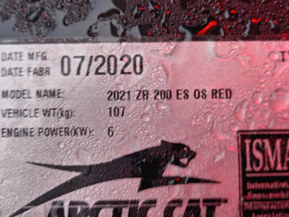 DATE MFG.
DATE FABR 07/2020
MODEL NAME: 2021 ZR 200 ES OS RED
VEHICLE WT(kg): 107
ENGINE POWER(KW): 6
ISMA
International
ARCTIC CAT